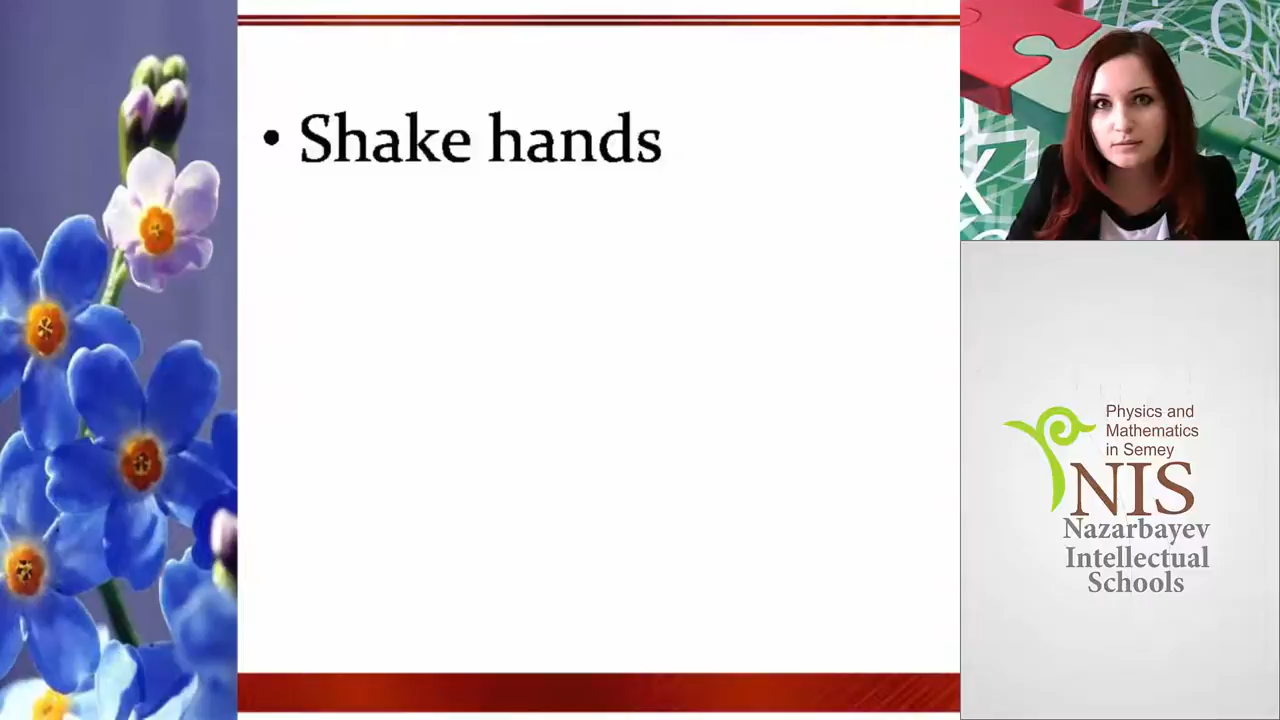 • Shake hands
Physics and
Mathematics
in Semey
NIS
Nazarbayev
Intellectual
Schools